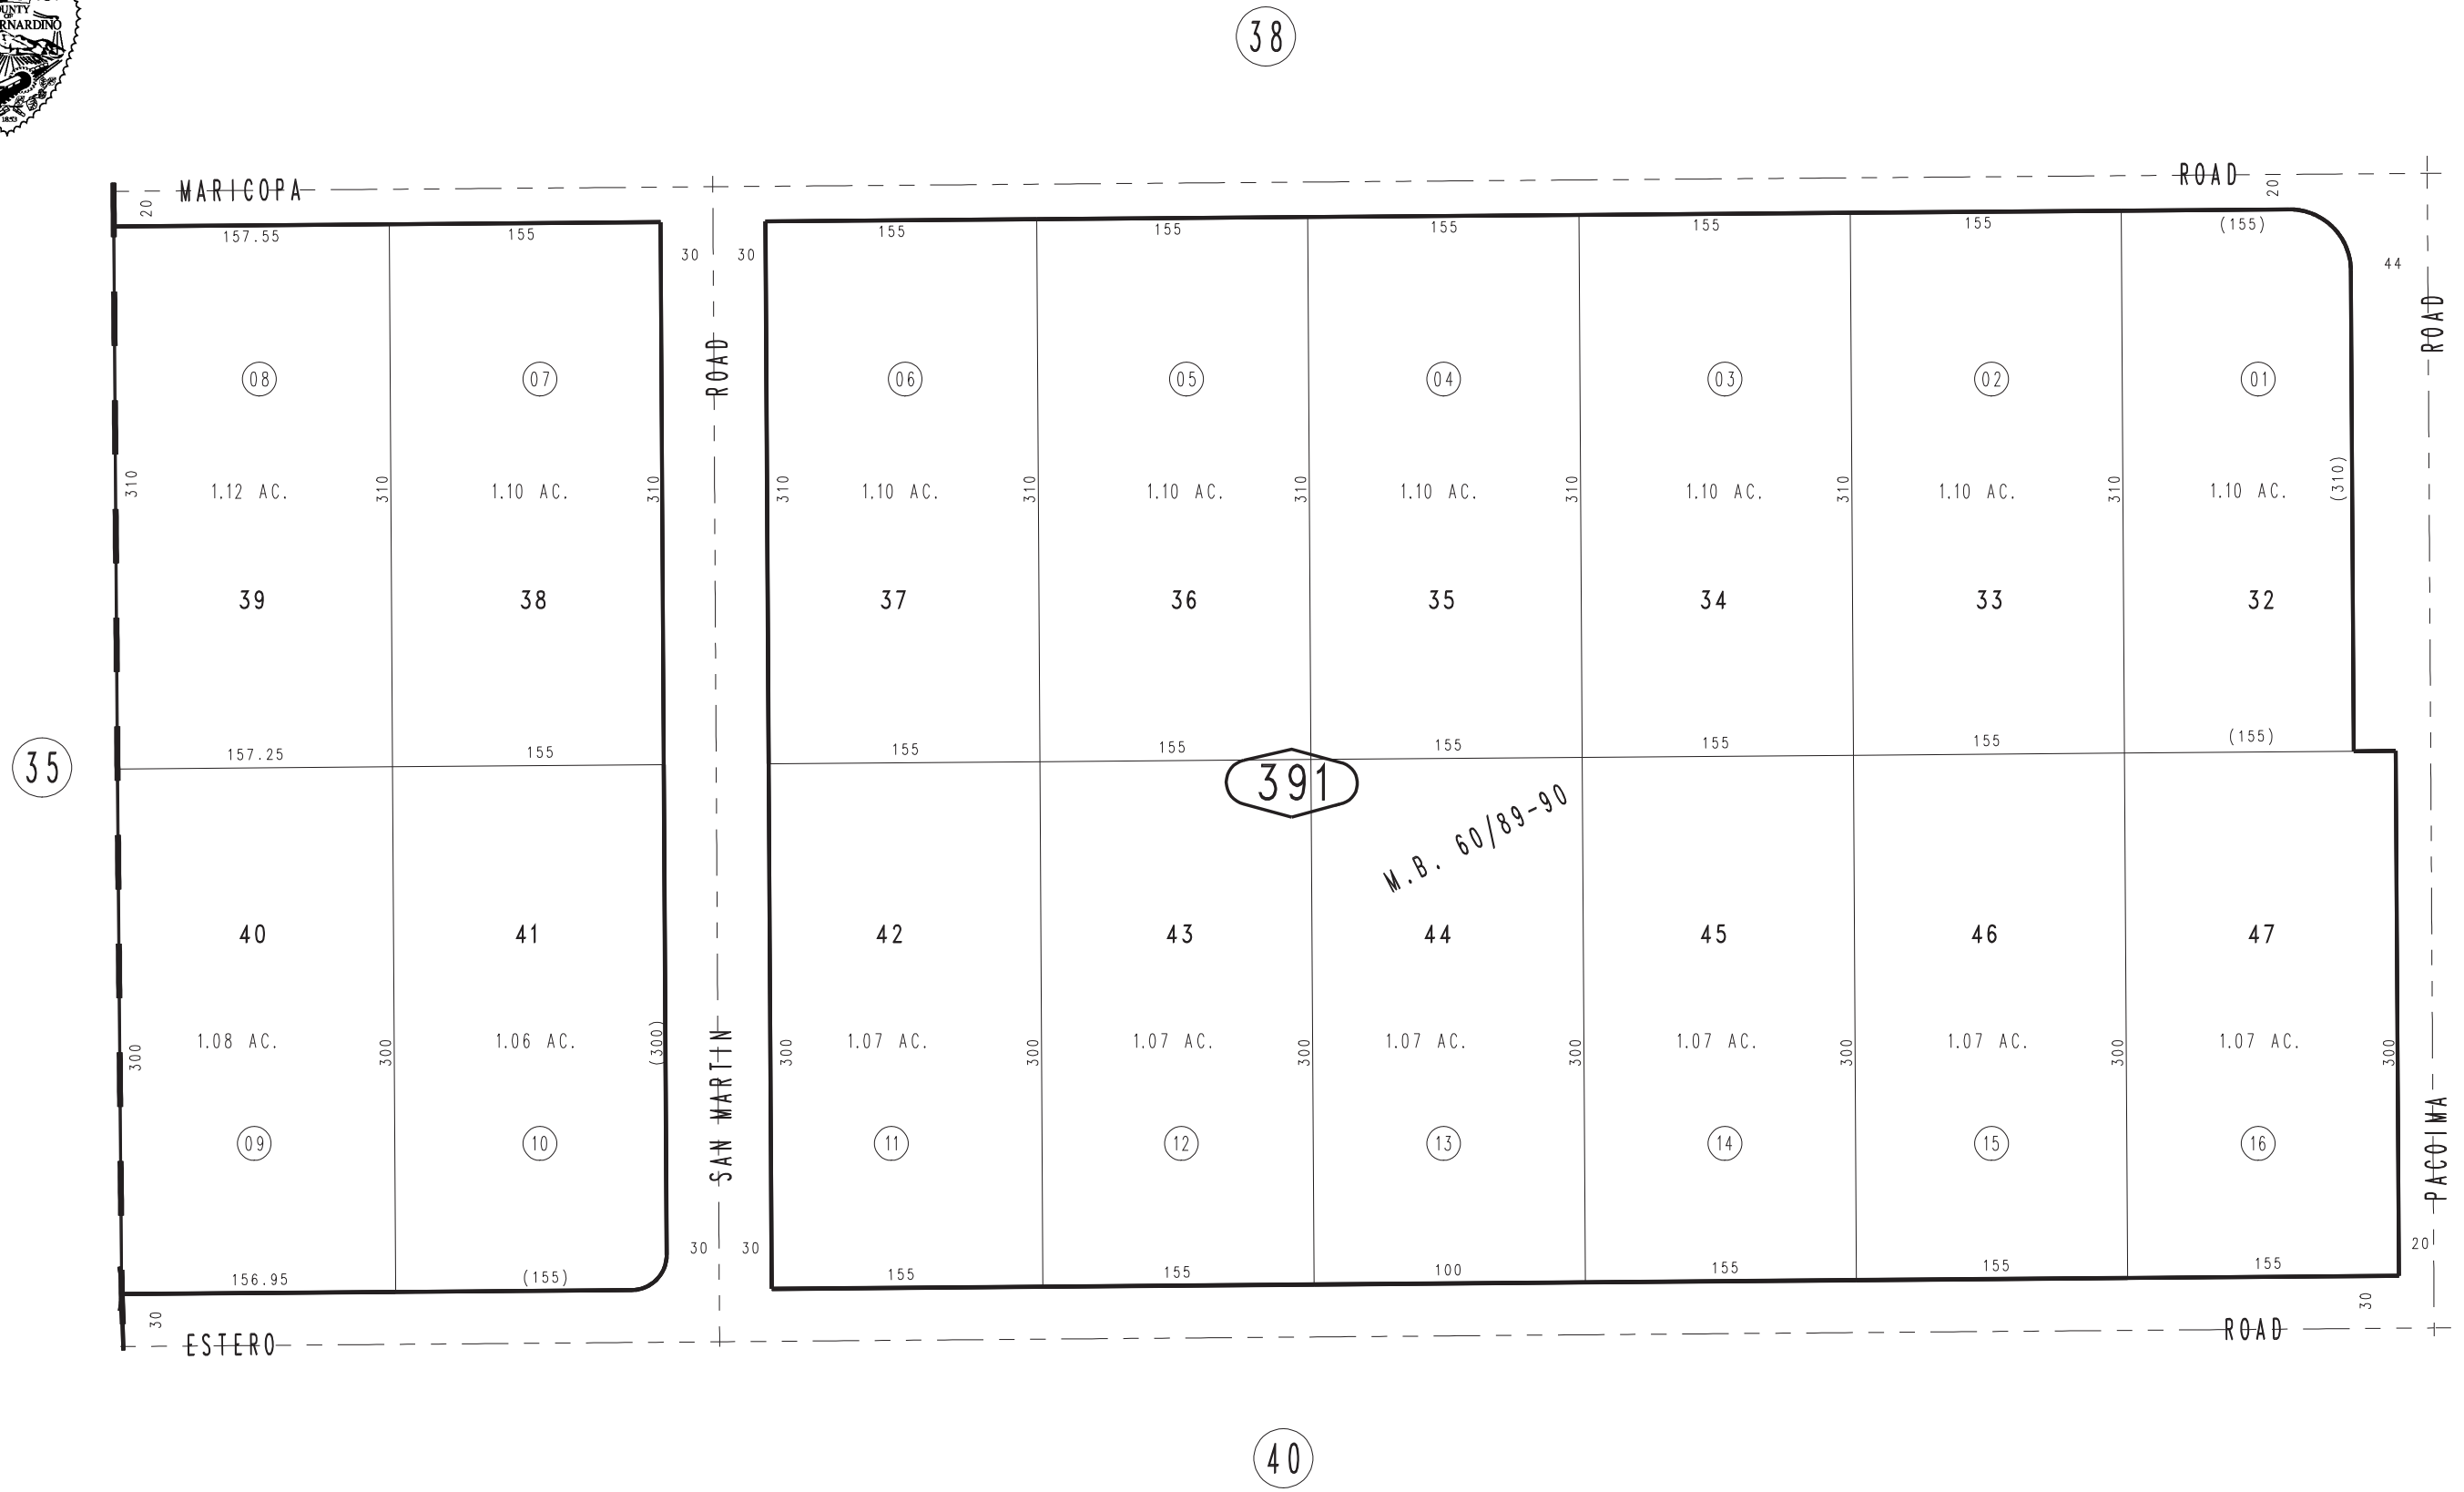 OUNTY
OF
RNARDINO
1853
38
MARICOPA ROAD
20 20
157.55 155 155 155 155 155 155 (155)
30 30 44
ROAD ROAD
08 07 06 05 04 03 02 01
310 1.12 AC. 310 1.10 AC. 310 310 1.10 AC. 310 1.10 AC. 310 1.10 AC. 310 1.10 AC. 310 1.10 AC. 310 1.10 AC. (310)
39 38 37 36 35 34 33 32
157.25 155 155 155 155 155 155 (155)
35
391
M.B. 60/89-90
40 41 42 43 44 45 46 47
300 1.08 AC. 300 1.06 AC. (300) 300 1.07 AC. 300 1.07 AC. 300 1.07 AC. 300 1.07 AC. 300 1.07 AC. 300 1.07 AC. 300
SAN MARTIN PACOIMA
09 10 11 12 13 14 15 16
30 30 20
156.95 (155) 155 155 100 155 155 155
30 30
ESTERO ROAD
40